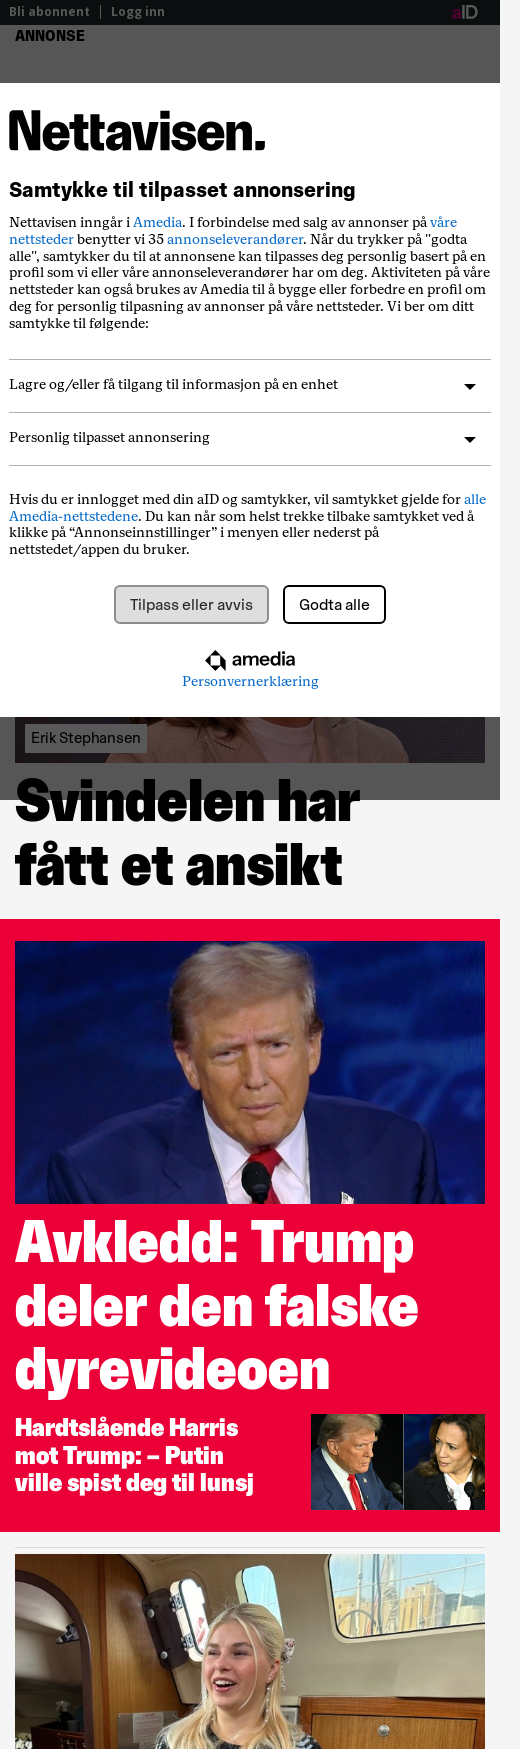 Bli abonnent | Logg inn
aID
ANNONSE
Nettavisen.
Samtykke til tilpasset annonsering
Nettavisen inngår i Amedia. I forbindelse med salg av annonser på våre
nettsteder benytter vi 35 annonseleverandører. Når du trykker på "godta
alle", samtykker du til at annonsene kan tilpasses deg personlig basert på en
profil som vi eller våre annonseleverandører har om deg. Aktiviteten på våre
nettsteder kan også brukes av Amedia til å bygge eller forbedre en profil om
deg for personlig tilpasning av annonser på våre nettsteder. Vi ber om ditt
samtykke til følgende:
Lagre og/eller få tilgang til informasjon på en enhet
Personlig tilpasset annonsering
Hvis du er innlogget med din aID og samtykker, vil samtykket gjelde for alle
Amedia-nettstedene. Du kan når som helst trekke tilbake samtykket ved å
klikke på “Annonseinnstillinger” i menyen eller nederst på
nettstedet/appen du bruker.
Tilpass eller avvis
Godta alle
amedia
Personvernerklæring
Erik Stephansen
Svindelen har
fått et ansikt
Avkledd: Trump
deler den falske
dyrevideoen
Hardtslående Harris
mot Trump: – Putin
ville spist deg til lunsj